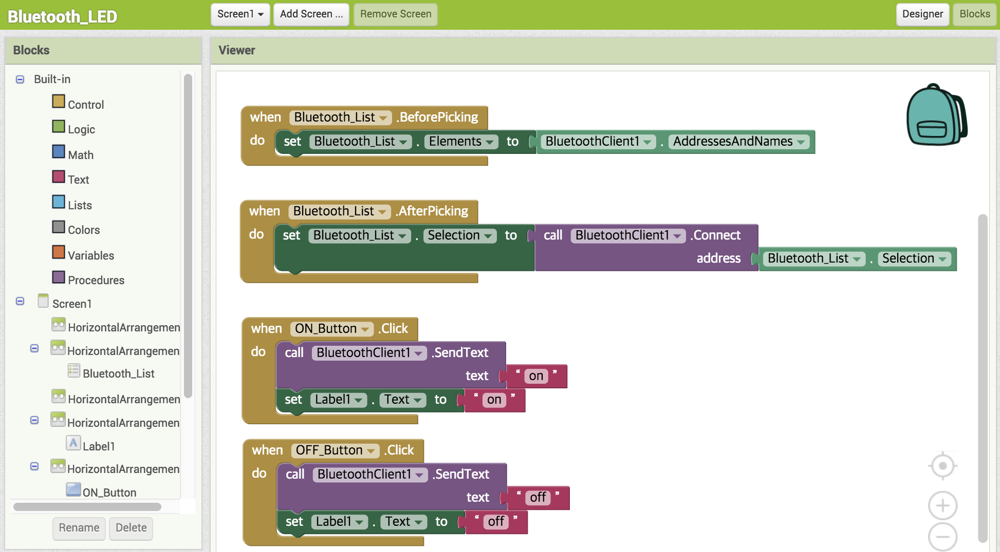 Bluetooth_LED
Screen1
Add Screen ...
Remove Screen
Designer
Blocks
Blocks
Built-in
Control
Logic
Math
Text
Lists
Colors
Variables
Procedures
Screen1
HorizontalArrangemen
HorizontalArrangemen
Bluetooth_List
HorizontalArrangemen
HorizontalArrangemen
Label1
HorizontalArrangemen
ON_Button
Rename
Delete
Viewer
when Bluetooth_List .BeforePicking
do set Bluetooth_List . Elements to BluetoothClient1 . AddressesAndNames
when Bluetooth_List .AfterPicking
do set Bluetooth_List . Selection to call BluetoothClient1 .Connect
address Bluetooth_List . Selection
when ON_Button .Click
do call BluetoothClient1 .SendText
text “ on ”
set Label1 . Text to “ on ”
when OFF_Button .Click
do call BluetoothClient1 .SendText
text “ off ”
set Label1 . Text to “ off ”